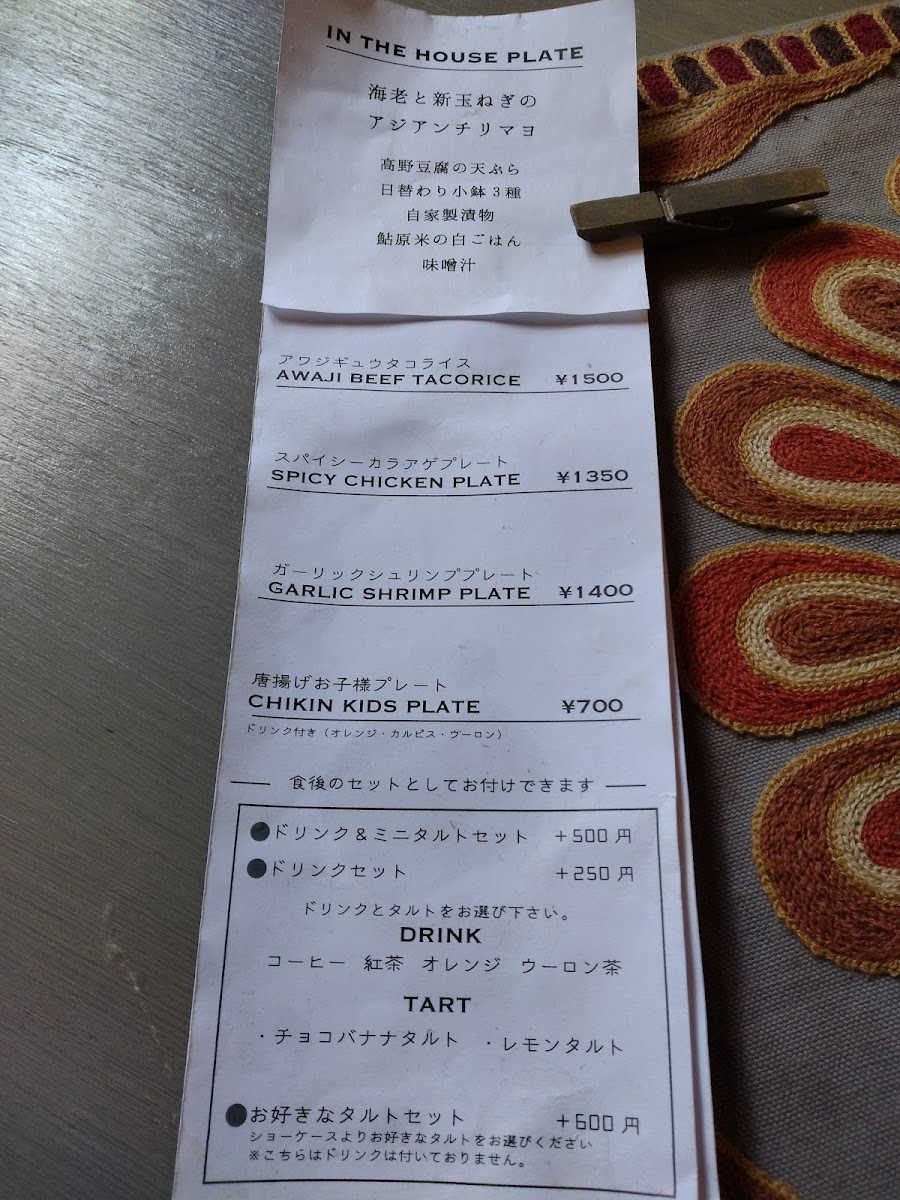 IN THE HOUSE PLATE
海老と新玉ねぎの
アジアンチリマヨ
高野豆腐の天ぷら
日替わり小鉢3種
自家製漬物
鮎原米の白ごはん
味噌汁
アワジギュウタコライス
AWAJI BEEF TACORICE ¥1500
スパイシーカラアゲプレート
SPICY CHICKEN PLATE ¥1350
ガーリックシュリンププレート
GARLIC SHRIMP PLATE ¥1400
唐揚げお子様プレート
CHIKIN KIDS PLATE ¥700
ドリンク付き（オレンジ・カルピス・ウーロン）
食後のセットとしてお付けできます
●ドリンク＆ミニタルトセット ＋500円
●ドリンクセット ＋250円
ドリンクとタルトをお選び下さい。
DRINK
コーヒー 紅茶 オレンジ ウーロン茶
TART
・チョコバナナタルト ・レモンタルト
●お好きなタルトセット ＋600円
ショーケースよりお好きなタルトをお選びください
※こちらはドリンクは付いておりません。